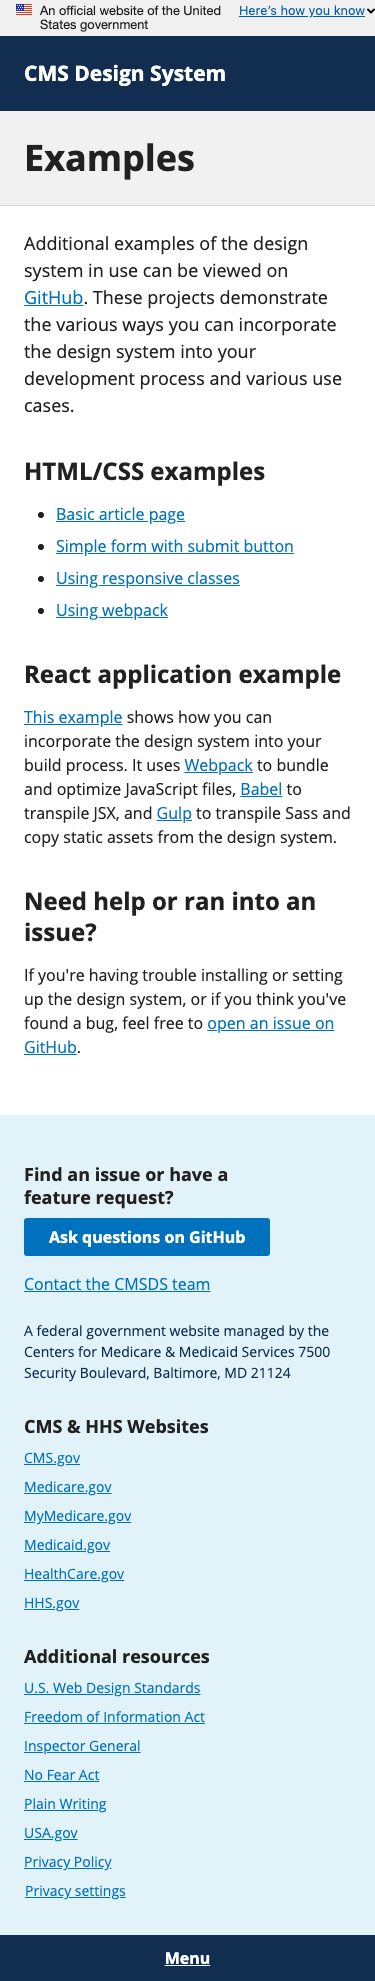 An official website of the United
States government
Here's how you know
CMS Design System
Examples
Additional examples of the design
system in use can be viewed on
GitHub. These projects demonstrate
the various ways you can incorporate
the design system into your
development process and various use
cases.
HTML/CSS examples
Basic article page
Simple form with submit button
Using responsive classes
Using webpack
React application example
This example shows how you can
incorporate the design system into your
build process. It uses Webpack to bundle
and optimize JavaScript files, Babel to
transpile JSX, and Gulp to transpile Sass and
copy static assets from the design system.
Need help or ran into an
issue?
If you're having trouble installing or setting
up the design system, or if you think you've
found a bug, feel free to open an issue on
GitHub.
Find an issue or have a
feature request?
Ask questions on GitHub
Contact the CMSDS team
A federal government website managed by the
Centers for Medicare & Medicaid Services 7500
Security Boulevard, Baltimore, MD 21124
CMS & HHS Websites
CMS.gov
Medicare.gov
MyMedicare.gov
Medicaid.gov
HealthCare.gov
HHS.gov
Additional resources
U.S. Web Design Standards
Freedom of Information Act
Inspector General
No Fear Act
Plain Writing
USA.gov
Privacy Policy
Privacy settings
Menu